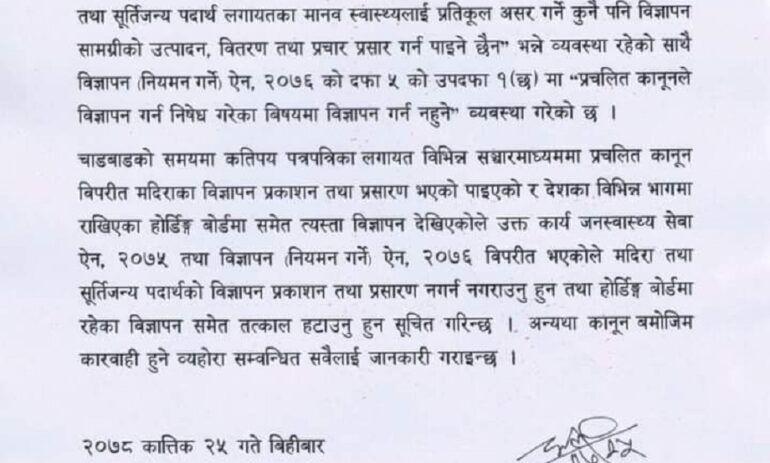 तथा सूर्तिजन्य पदार्थ लगायतका मानव स्वास्थ्यलाई प्रतिकूल असर गर्ने कुनै पनि विज्ञापन
सामग्रीको उत्पादन, वितरण तथा प्रचार प्रसार गर्न पाइने छैन” भन्ने व्यवस्था रहेको साथै
विज्ञापन (नियमन गर्ने) ऐन, २०७६ को दफा ५ को उपदफा १(छ) मा “प्रचलित कानूनले
विज्ञापन गर्न निषेध गरेका बिषयमा विज्ञापन गर्न नहुने” व्यवस्था गरेको छ ।
चाडबाडको समयमा कतिपय पत्रपत्रिका लगायत विभिन्न सञ्चारमाध्यममा प्रचलित कानून
बिपरीत मदिराका विज्ञापन प्रकाशन तथा प्रसारण भएको पाइएको र देशका विभिन्न भागमा
राखिएका होर्डिङ्ग बोर्डमा समेत त्यस्ता विज्ञापन देखिएकोले उक्त कार्य जनस्वास्थ्य सेवा
ऐन, २०७५ तथा विज्ञापन (नियमन गर्ने) ऐन, २०७६ विपरीत भएकोले मदिरा तथा
सूर्तिजन्य पदार्थको विज्ञापन प्रकाशन तथा प्रसारण नगर्न नगराउनु हुन तथा होर्डिङ्ग बोर्डमा
रहेका विज्ञापन समेत तत्काल हटाउनु हुन सूचित गरिन्छ । अन्यथा कानून बमोजिम
कारवाही हुने व्यहोरा सम्वन्धित सवैलाई जानकारी गराइन्छ ।
२०७८ कात्तिक २५ गते बिहीबार